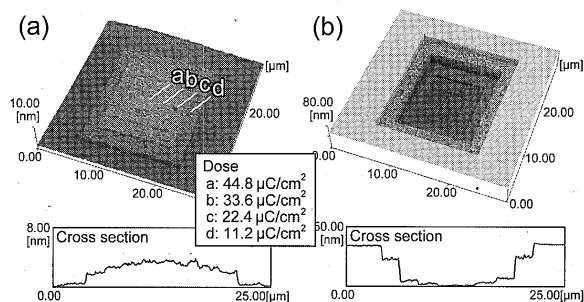 (a)
abcd
[µm]
20.00
10.00
[nm]
0.00
10.00
20.00
(b)
[µm]
20.00
80.00
[nm]
0.00
10.00
10.00
20.00
0.00
Dose
a: 44.8 µC/cm²
b: 33.6 µC/cm²
c: 22.4 µC/cm²
d: 11.2 µC/cm²
8.00
[nm]
Cross section
0.00
25.00[µm]
[nm]
Cross section
0.00
25.00[µm]